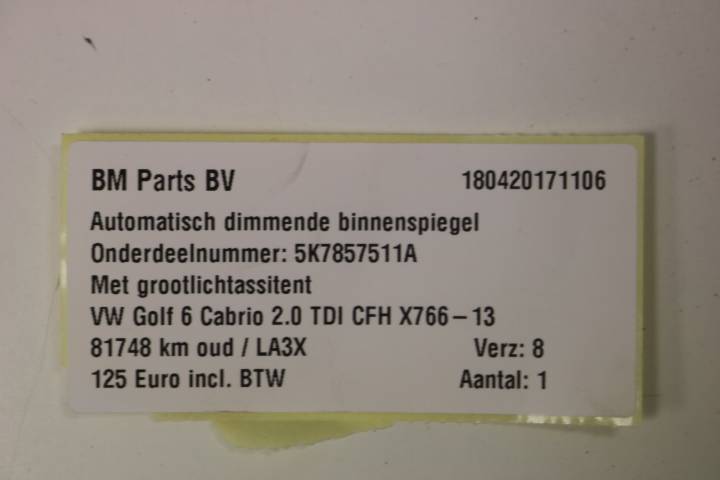 BM Parts BV 180420171106
Automatisch dimmende binnenspiegel
Onderdeelnummer: 5K7857511A
Met grootlichtassitent
VW Golf 6 Cabrio 2.0 TDI CFH X766-13
81748 km oud / LA3X Verz: 8
125 Euro incl. BTW Aantal: 1